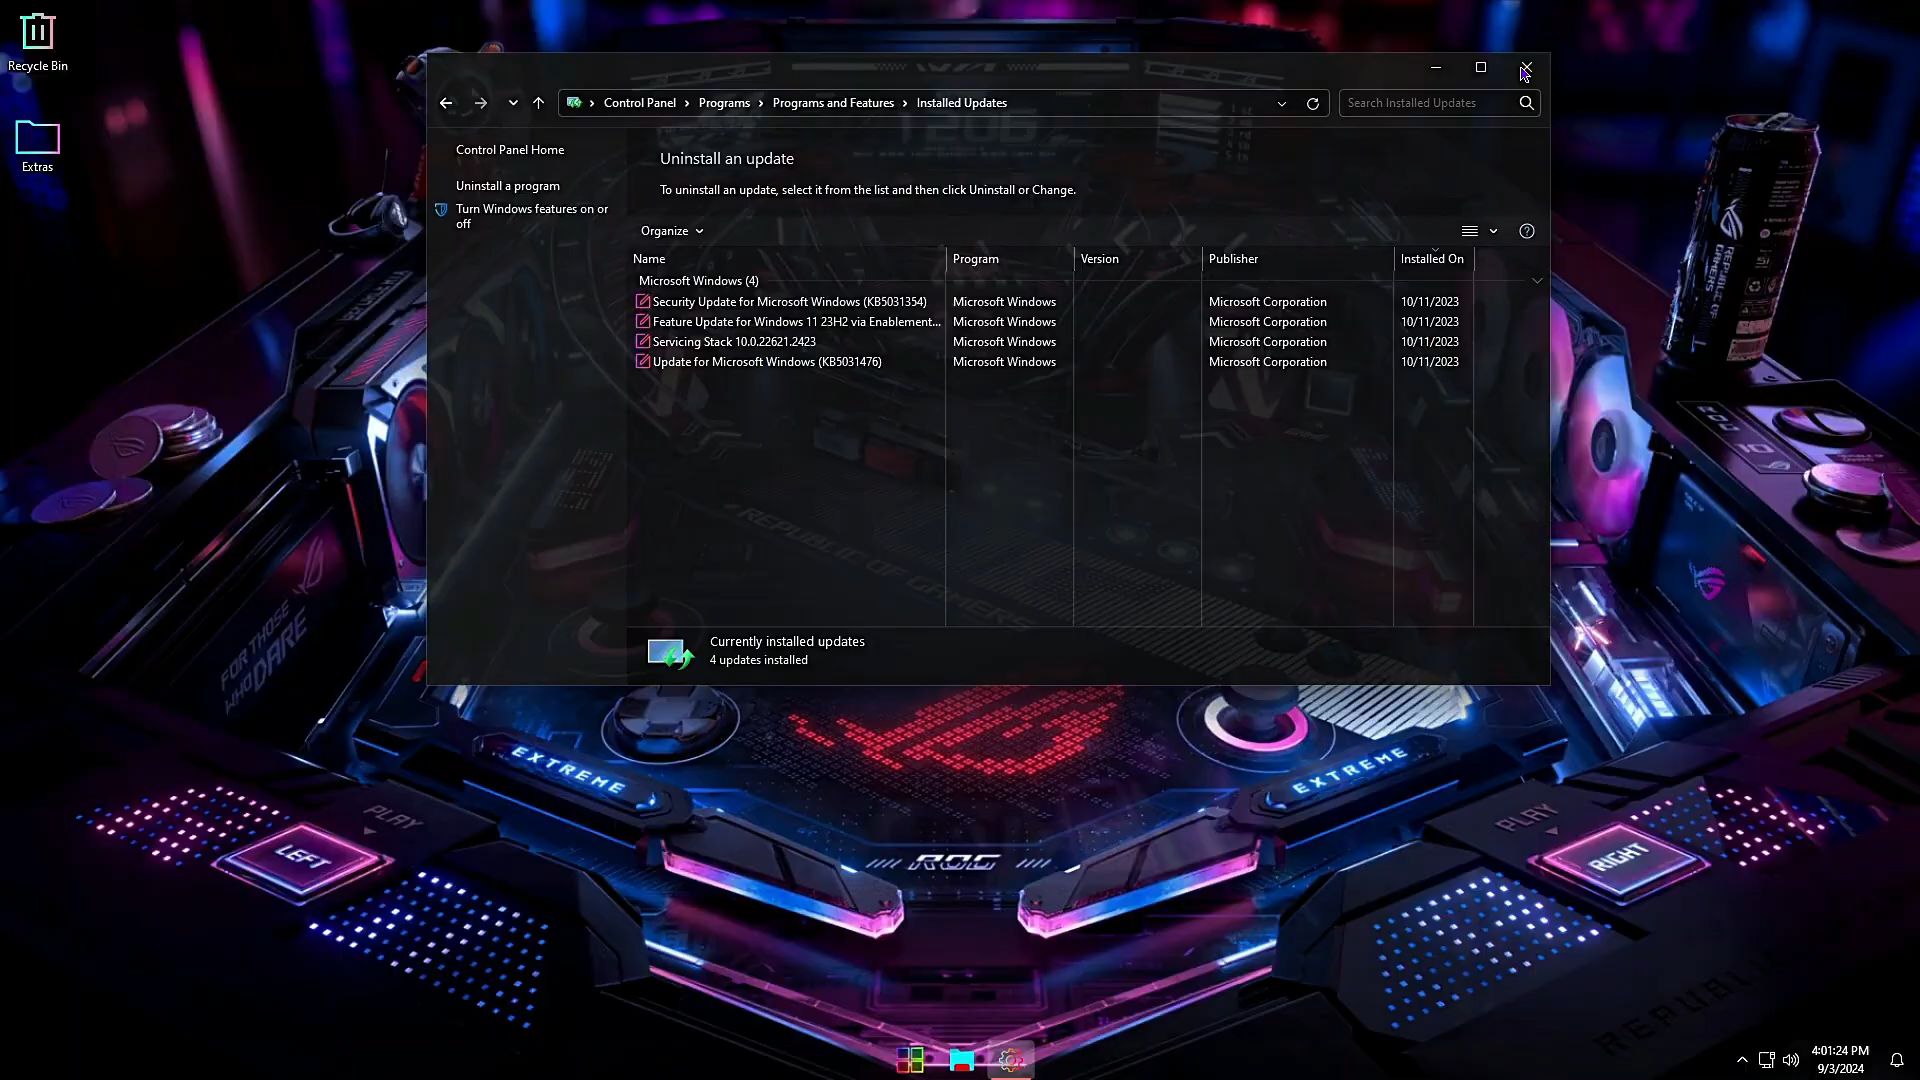 Recycle Bin
Extras
Control Panel
Programs
Programs and Features
Installed Updates
Search Installed Updates
Control Panel Home
Uninstall a program
Turn Windows features on or
off
Uninstall an update
To uninstall an update, select it from the list and then click Uninstall or Change.
Organize
Name Program Version Publisher Installed On
Microsoft Windows (4)
Security Update for Microsoft Windows (KB5031354) Microsoft Windows Microsoft Corporation 10/11/2023
Feature Update for Windows 11 23H2 via Enablement... Microsoft Windows Microsoft Corporation 10/11/2023
Servicing Stack 10.0.22621.2423 Microsoft Windows Microsoft Corporation 10/11/2023
Update for Microsoft Windows (KB5031476) Microsoft Windows Microsoft Corporation 10/11/2023
REPUBLIC OF GAMERS
Currently installed updates
4 updates installed
FOR THOSE
WHO DARE
EXTREME
EXTREME
PLAY
PLAY
LEFT
ROG
RIGHT
4:01:24 PM
9/3/2024